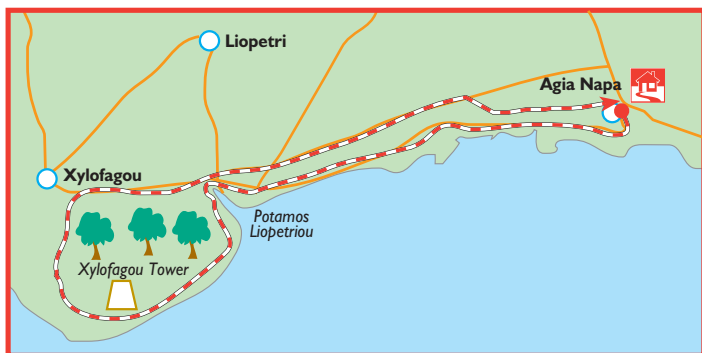 Liopetri
Agia Napa
Xylofagou
Potamos
Liopetriou
Xylofagou Tower